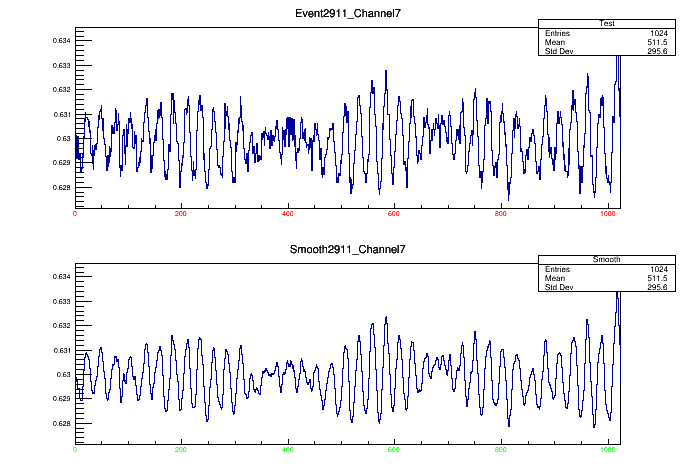 Event2911_Channel7
Test
Entries 1024
Mean 511.5
Std Dev 295.6
0.634
0.633
0.632
0.631
0.63
0.629
0.628
0 200 400 600 800 1000
Smooth2911_Channel7
Smooth
Entries 1024
Mean 511.5
Std Dev 295.6
0.634
0.633
0.632
0.631
0.63
0.629
0.628
0 200 400 600 800 1000